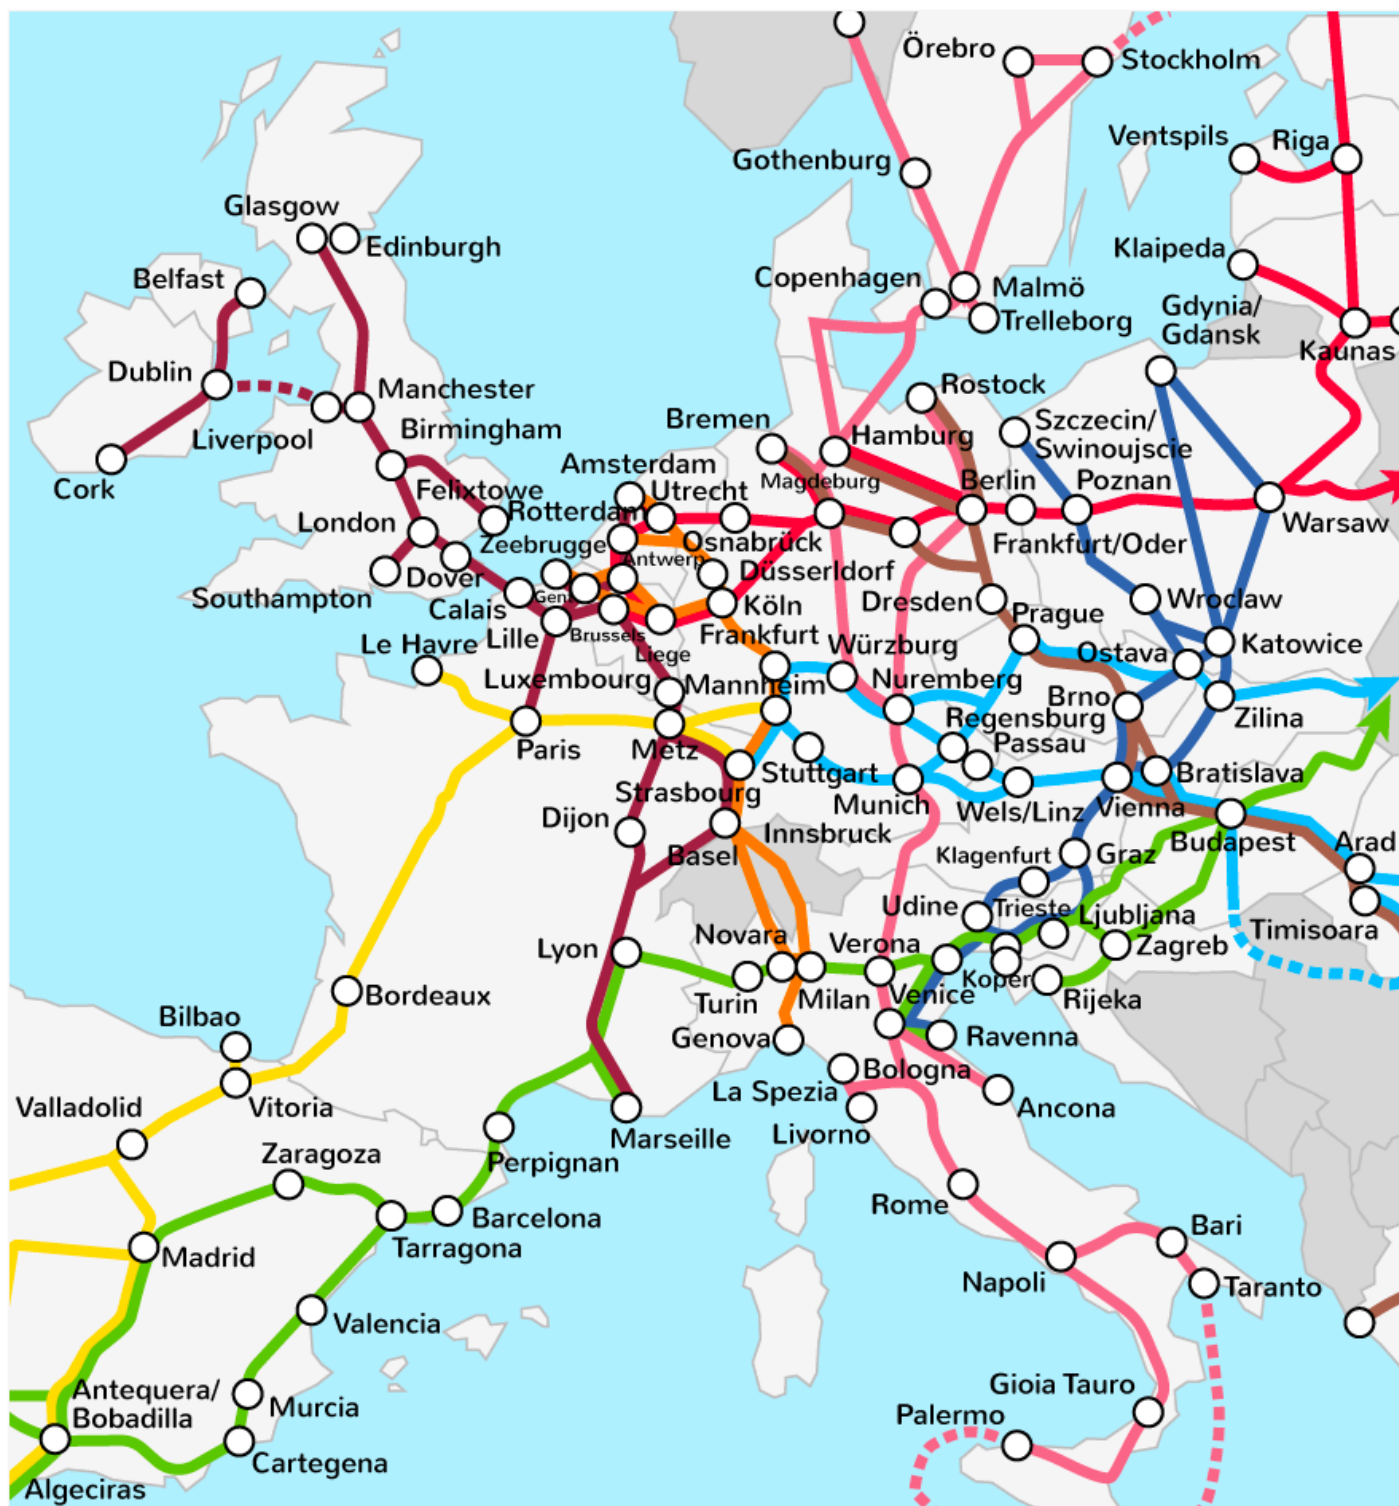 Örebro
Stockholm
Ventspils
Riga
Gothenburg
Glasgow
Edinburgh
Klaipeda
Belfast
Copenhagen
Malmö
Gdynia/
Gdansk
Trelleborg
Kaunas
Dublin
Manchester
Rostock
Liverpool
Birmingham
Bremen
Hamburg
Szczecin/
Swinoujscie
Cork
Amsterdam
Utrecht
Magdeburg
Berlin
Poznan
Felixtowe
Rotterdam
London
Zeebrugge
Osnabrück
Frankfurt/Oder
Warsaw
Antwerp
Dover
Düsserldorf
Southampton
Calais
Gent
Köln
Dresden
Prague
Wroclaw
Le Havre
Lille
Brussels
Liege
Frankfurt
Würzburg
Ostava
Katowice
Luxembourg
Mannheim
Nuremberg
Brno
Regensburg
Zilina
Paris
Metz
Passau
Stuttgart
Bratislava
Strasbourg
Munich
Wels/Linz
Vienna
Dijon
Innsbruck
Basel
Klagenfurt
Graz
Budapest
Arad
Udine
Trieste
Ljubljana
Lyon
Novara
Verona
Zagreb
Timisoara
Turin
Milan
Venice
Koper
Rijeka
Bordeaux
Bilbao
Genova
Ravenna
Bologna
La Spezia
Valladolid
Vitoria
Ancona
Marseille
Livorno
Zaragoza
Perpignan
Rome
Barcelona
Tarragona
Madrid
Bari
Napoli
Taranto
Valencia
Antequera/
Bobadilla
Murcia
Gioia Tauro
Palermo
Cartegena
Algeciras